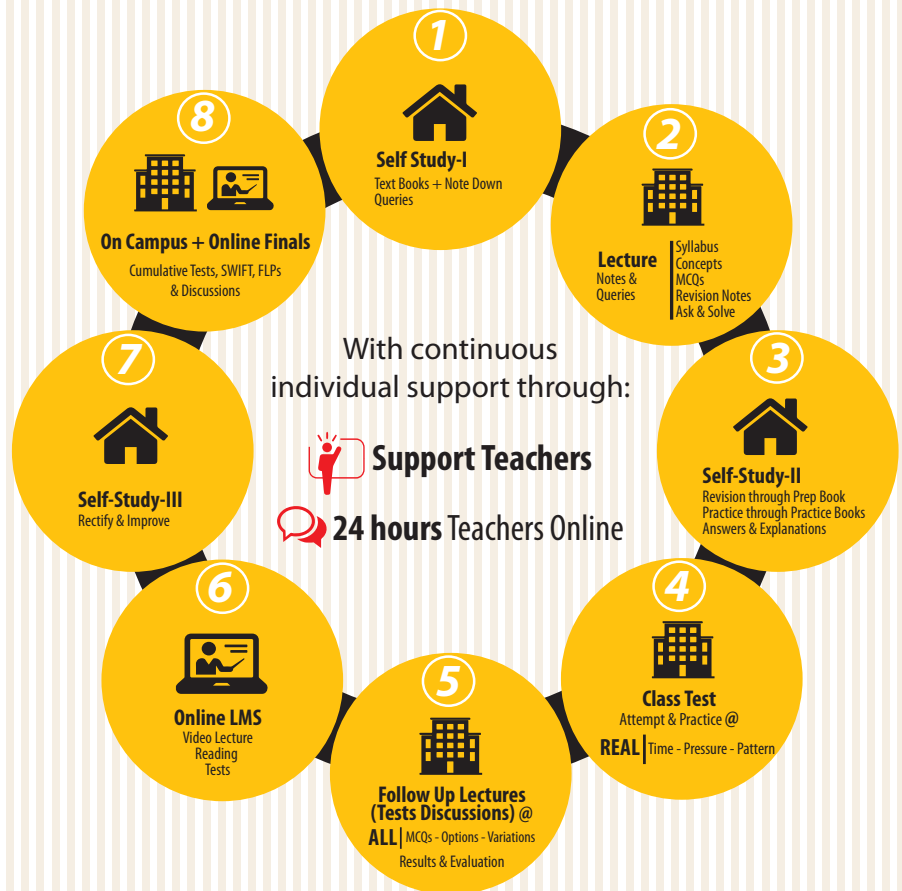 1
Self Study-I
Text Books + Note Down
Queries
2
Lecture
Notes &
Queries
Syllabus
Concepts
MCQs
Revision Notes
Ask & Solve
3
Self-Study-II
Revision through Prep Book
Practice through Practice Books
Answers & Explanations
4
Class Test
Attempt & Practice @
REAL Time - Pressure - Pattern
5
Follow Up Lectures
(Tests Discussions) @
ALL MCQs - Options - Variations
Results & Evaluation
6
Online LMS
Video Lecture
Reading
Tests
7
Self-Study-III
Rectify & Improve
8
On Campus + Online Finals
Cumulative Tests, SWIFT, FLPs
& Discussions
With continuous
individual support through:
Support Teachers
24 hours Teachers Online